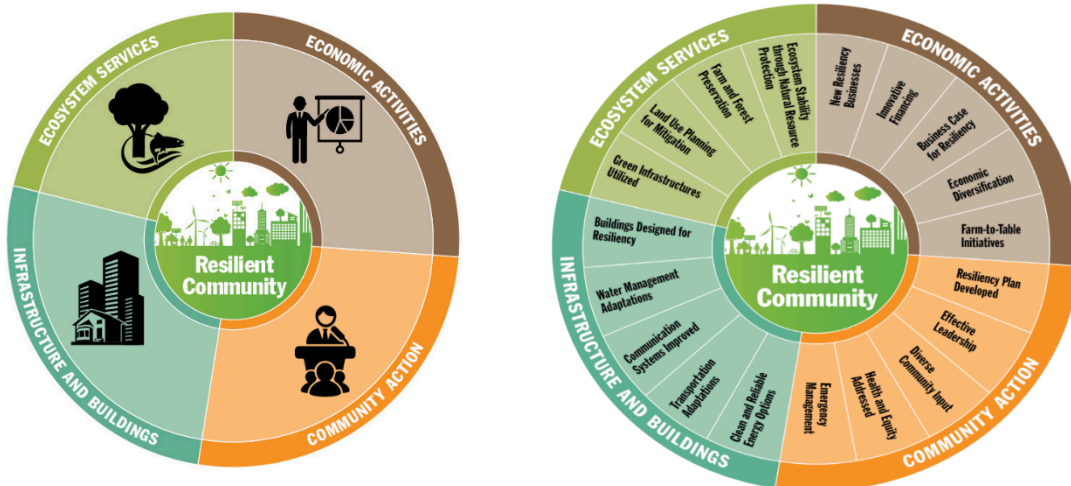 ECOSYSTEM SERVICES
ECONOMIC ACTIVITIES
INFRASTRUCTURE AND BUILDINGS
COMMUNITY ACTION
Resilient
Community
ECOSYSTEM SERVICES
ECONOMIC ACTIVITIES
INFRASTRUCTURE AND BUILDINGS
COMMUNITY ACTION
Resilient
Community
Green Infrastructures
Utilized
Land Use Planning
for Mitigation
Farm and Forest
Preservation
Ecosystem Stability
through Natural Resource
Protection
New Resiliency
Businesses
Innovative
Financing
Business Case
for Resiliency
Economic
Diversification
Farm-to-Table
Initiatives
Resiliency Plan
Developed
Effective
Leadership
Diverse
Community Input
Health and Equity
Addressed
Emergency
Management
Clean and Reliable
Energy Options
Transportation
Adaptations
Communication
Systems Improved
Water Management
Adaptations
Buildings Designed for
Resiliency